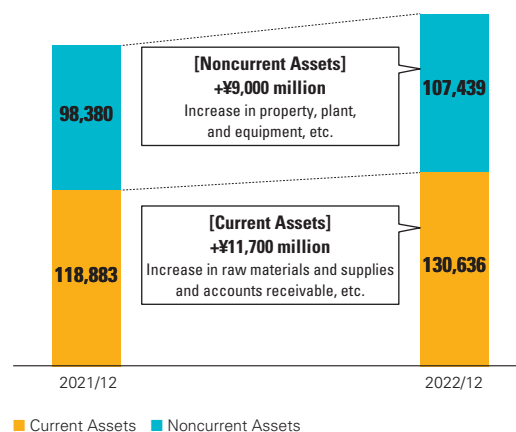 [Noncurrent Assets]
+¥9,000 million
Increase in property, plant,
and equipment, etc.
98,380
107,439
[Current Assets]
+¥11,700 million
Increase in raw materials and supplies
and accounts receivable, etc.
118,883
130,636
2021/12
2022/12
Current Assets
Noncurrent Assets